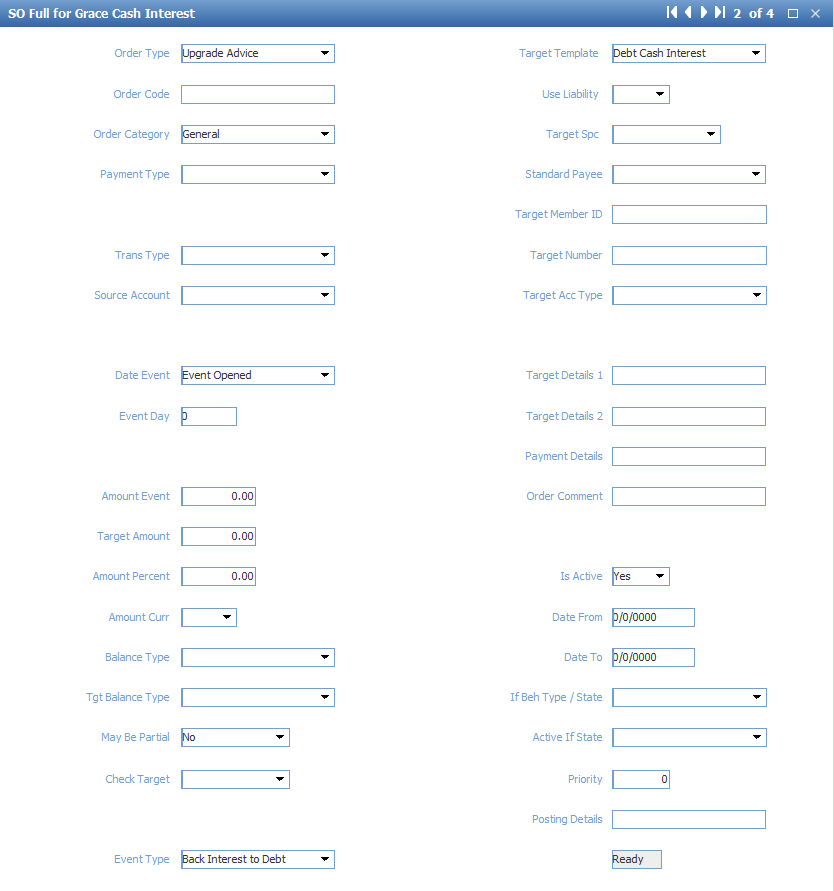 SO Full for Grace Cash Interest 2 of 4
Order Type Upgrade Advice Target Template Debt Cash Interest
Order Code Use Liability
Order Category General Target Spc
Payment Type Standard Payee
Target Member ID
Trans Type Target Number
Source Account Target Acc Type
Date Event Event Opened Target Details 1
Event Day 0 Target Details 2
Payment Details
Amount Event 0.00 Order Comment
Target Amount 0.00
Amount Percent 0.00 Is Active Yes
Amount Curr Date From 0/0/0000
Balance Type Date To 0/0/0000
Tgt Balance Type If Beh Type / State
May Be Partial No Active If State
Check Target Priority 0
Posting Details
Event Type Back Interest to Debt Ready